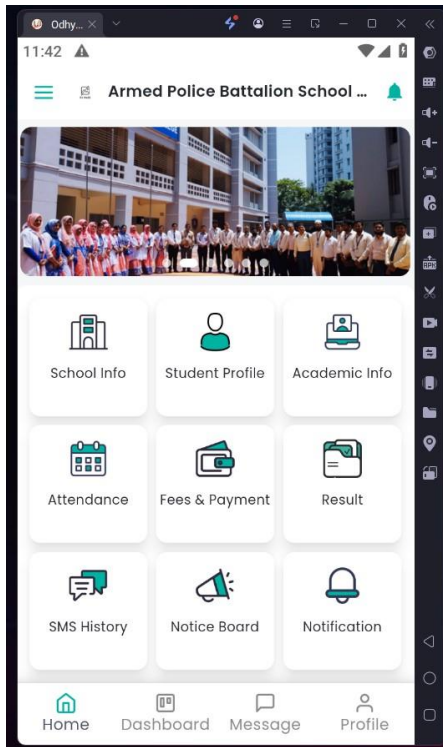 Odhy...
11:42
Armed Police Battalion School ...
School Info
Student Profile
Academic Info
Attendance
Fees & Payment
Result
SMS History
Notice Board
Notification
Home
Dashboard
Message
Profile